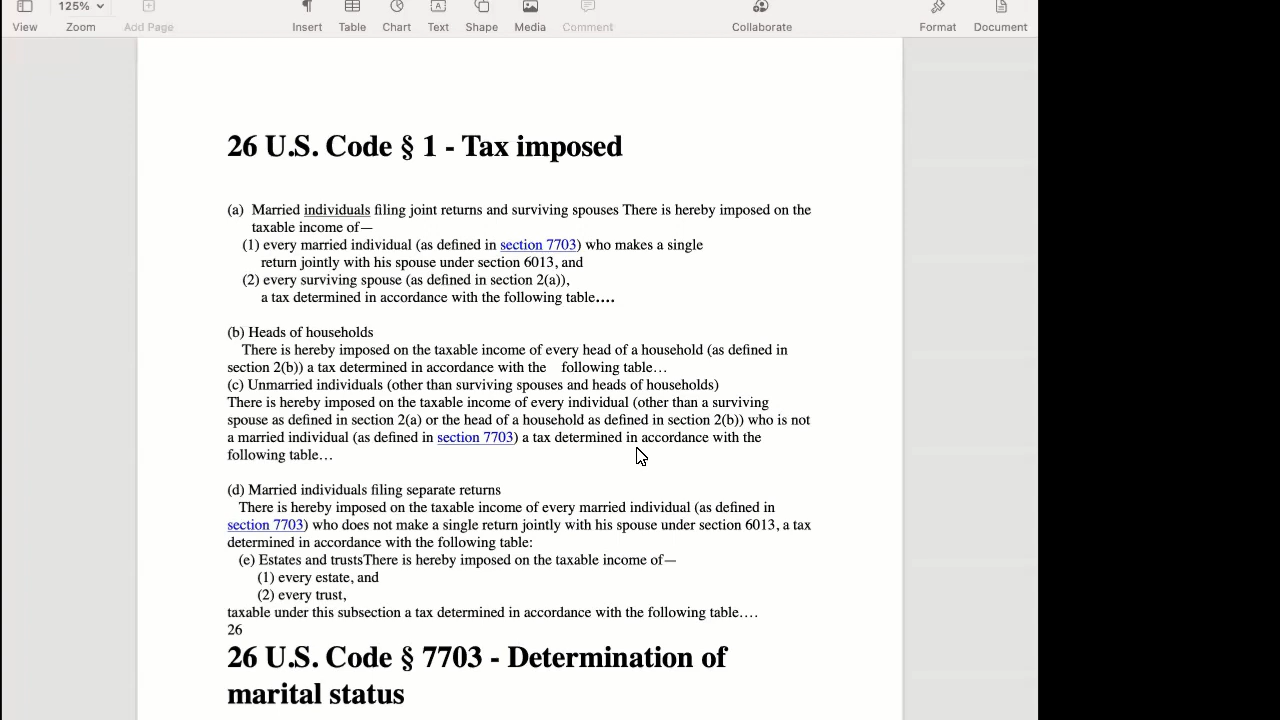 125%
View Zoom Add Page Insert Table Chart Text Shape Media Comment Collaborate Format Document
26 U.S. Code § 1 - Tax imposed
(a) Married individuals filing joint returns and surviving spouses There is hereby imposed on the
taxable income of—
(1) every married individual (as defined in section 7703) who makes a single
return jointly with his spouse under section 6013, and
(2) every surviving spouse (as defined in section 2(a)),
a tax determined in accordance with the following table....
(b) Heads of households
There is hereby imposed on the taxable income of every head of a household (as defined in
section 2(b)) a tax determined in accordance with the following table…
(c) Unmarried individuals (other than surviving spouses and heads of households)
There is hereby imposed on the taxable income of every individual (other than a surviving
spouse as defined in section 2(a) or the head of a household as defined in section 2(b)) who is not
a married individual (as defined in section 7703) a tax determined in accordance with the
following table…
(d) Married individuals filing separate returns
There is hereby imposed on the taxable income of every married individual (as defined in
section 7703) who does not make a single return jointly with his spouse under section 6013, a tax
determined in accordance with the following table:
(e) Estates and trustsThere is hereby imposed on the taxable income of—
(1) every estate, and
(2) every trust,
taxable under this subsection a tax determined in accordance with the following table….
26
26 U.S. Code § 7703 - Determination of
marital status